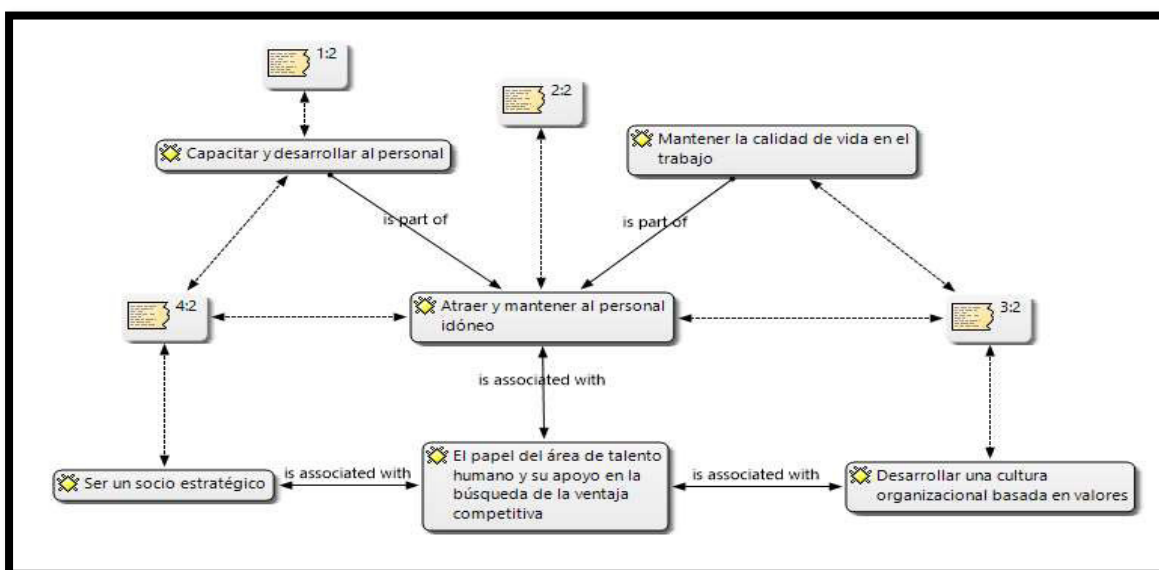 1:2
2:2
Capacitar y desarrollar al personal
Mantener la calidad de vida en el
trabajo
is part of
is part of
4:2
Atraer y mantener al personal
idóneo
3:2
is associated with
Ser un socio estratégico
is associated with
El papel del área de talento
humano y su apoyo en la
búsqueda de la ventaja
competitiva
is associated with
Desarrollar una cultura
organizacional basada en valores